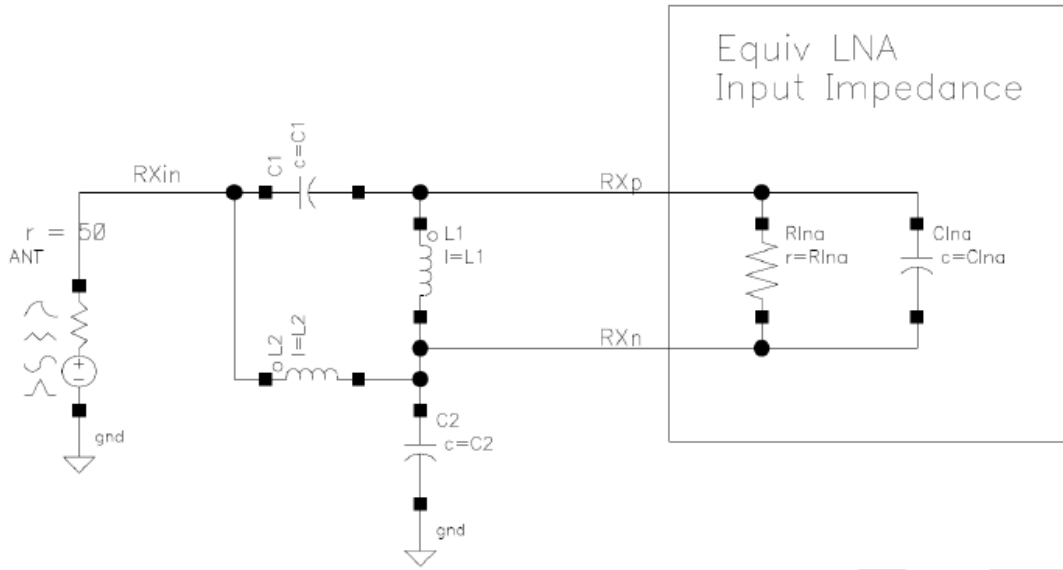 Equiv LNA
Input Impedance
C1
c=C1
RXin
RXp
r = 50
ANT
L1
l=L1
Rlna
r=Rlna
Clna
c=Clna
L2
l=L2
RXn
C2
c=C2
gnd
gnd